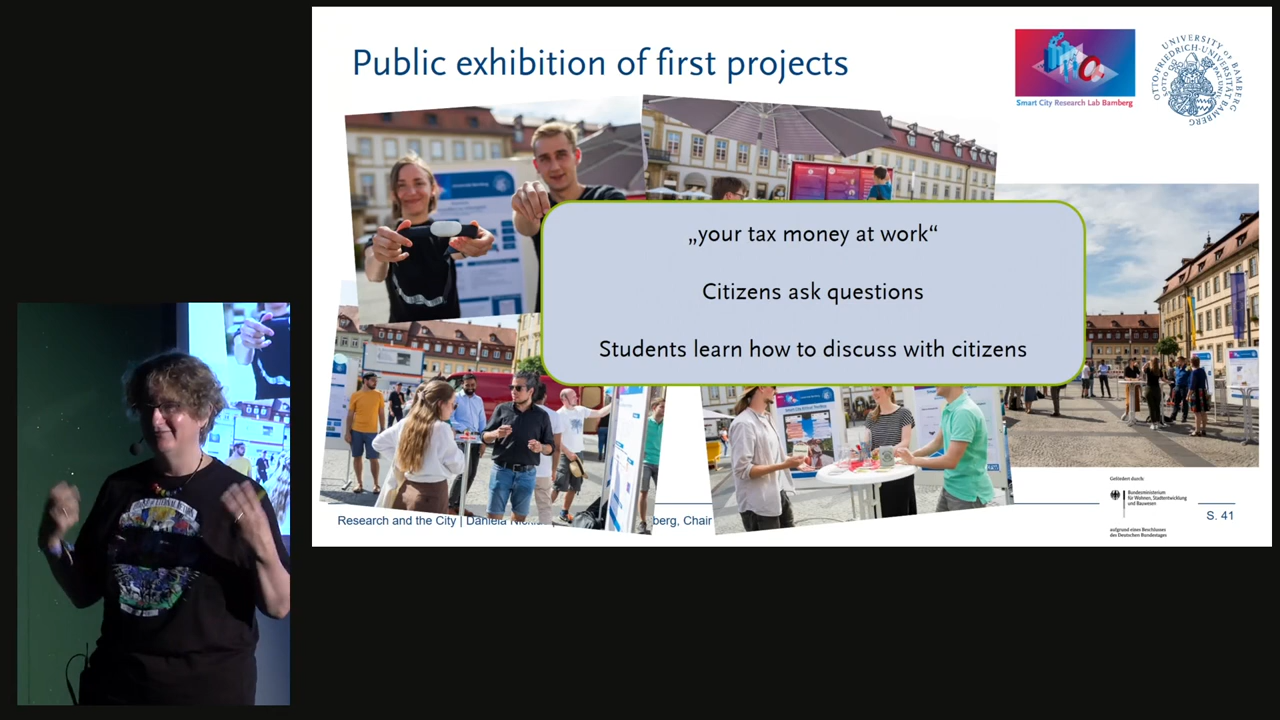 Public exhibition of first projects
Smart City Research Lab Bamberg
UNIVERSITY OF BAMBERG
OTTO-FRIEDRICH-UNIVERSITÄT
„your tax money at work“
Citizens ask questions
Students learn how to discuss with citizens
Research and the City | Daniela
berg, Chair
Gefördert durch:
Bundesministerium
für Wohnen, Stadtentwicklung
und Bauwesen
aufgrund eines Beschlusses
des Deutschen Bundestages
S. 41